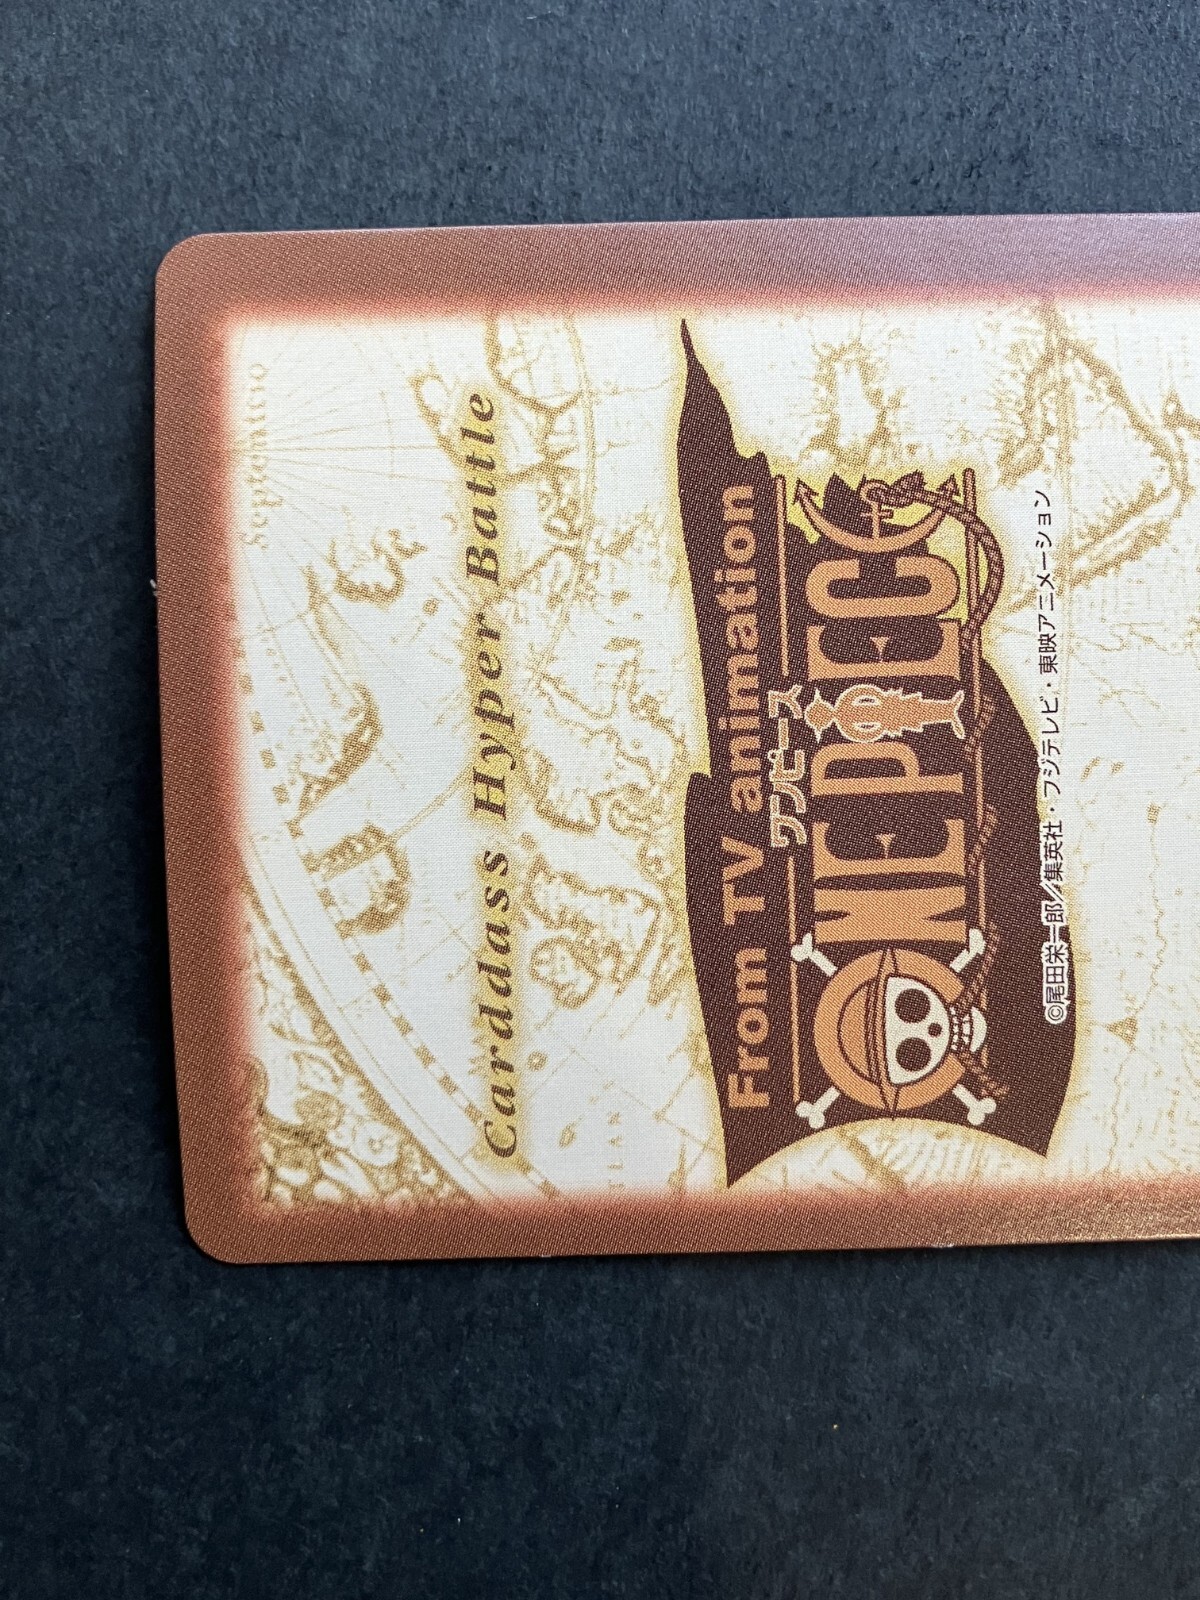 Septentrio
Carddass Hyper Battle
From TV animation
ワンピース
ONE PIECE
©尾田栄一郎/集英社・フジテレビ・東映アニメーション